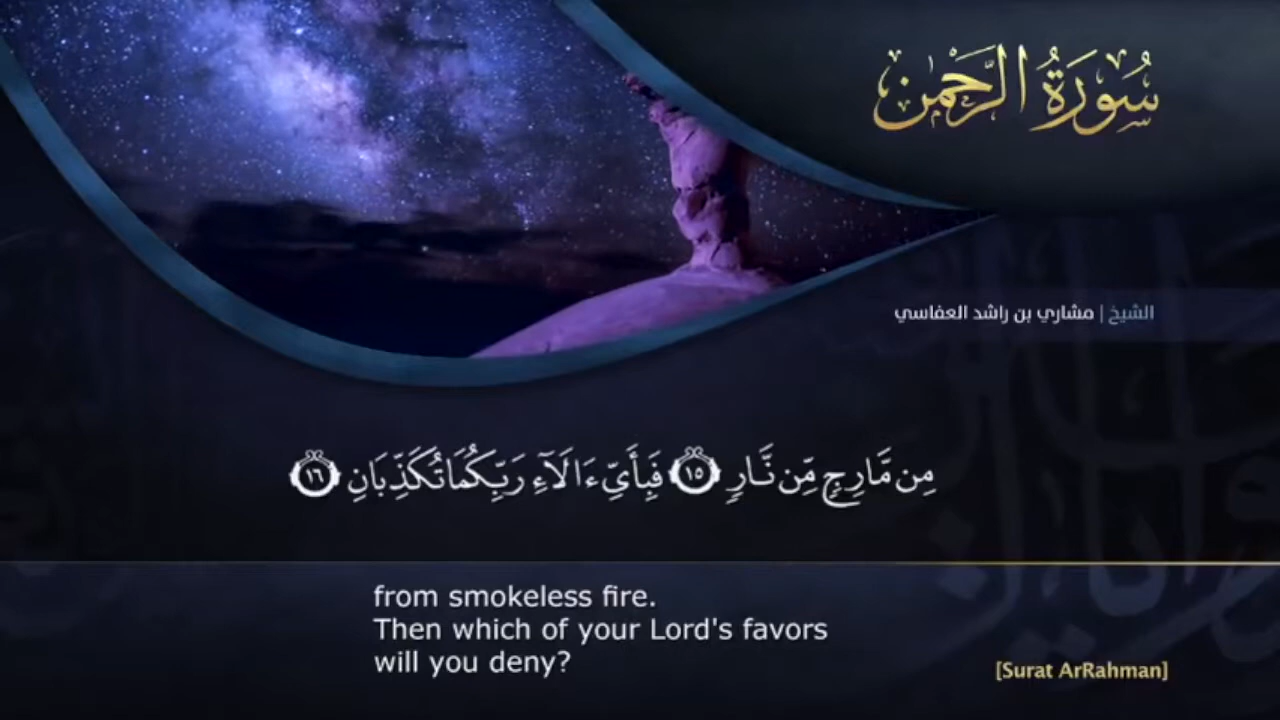 سُورَةُ الرَّحْمَٰن
الشيخ | مشاري بن راشد العفاسي
مِن مَّارِجٍ مِّن نَّارٍ ١٥ فَبِأَيِّ ءَالَآءِ رَبِّكُمَا تُكَذِّبَانِ ١٦
from smokeless fire.
Then which of your Lord's favors
will you deny?
[Surat ArRahman]